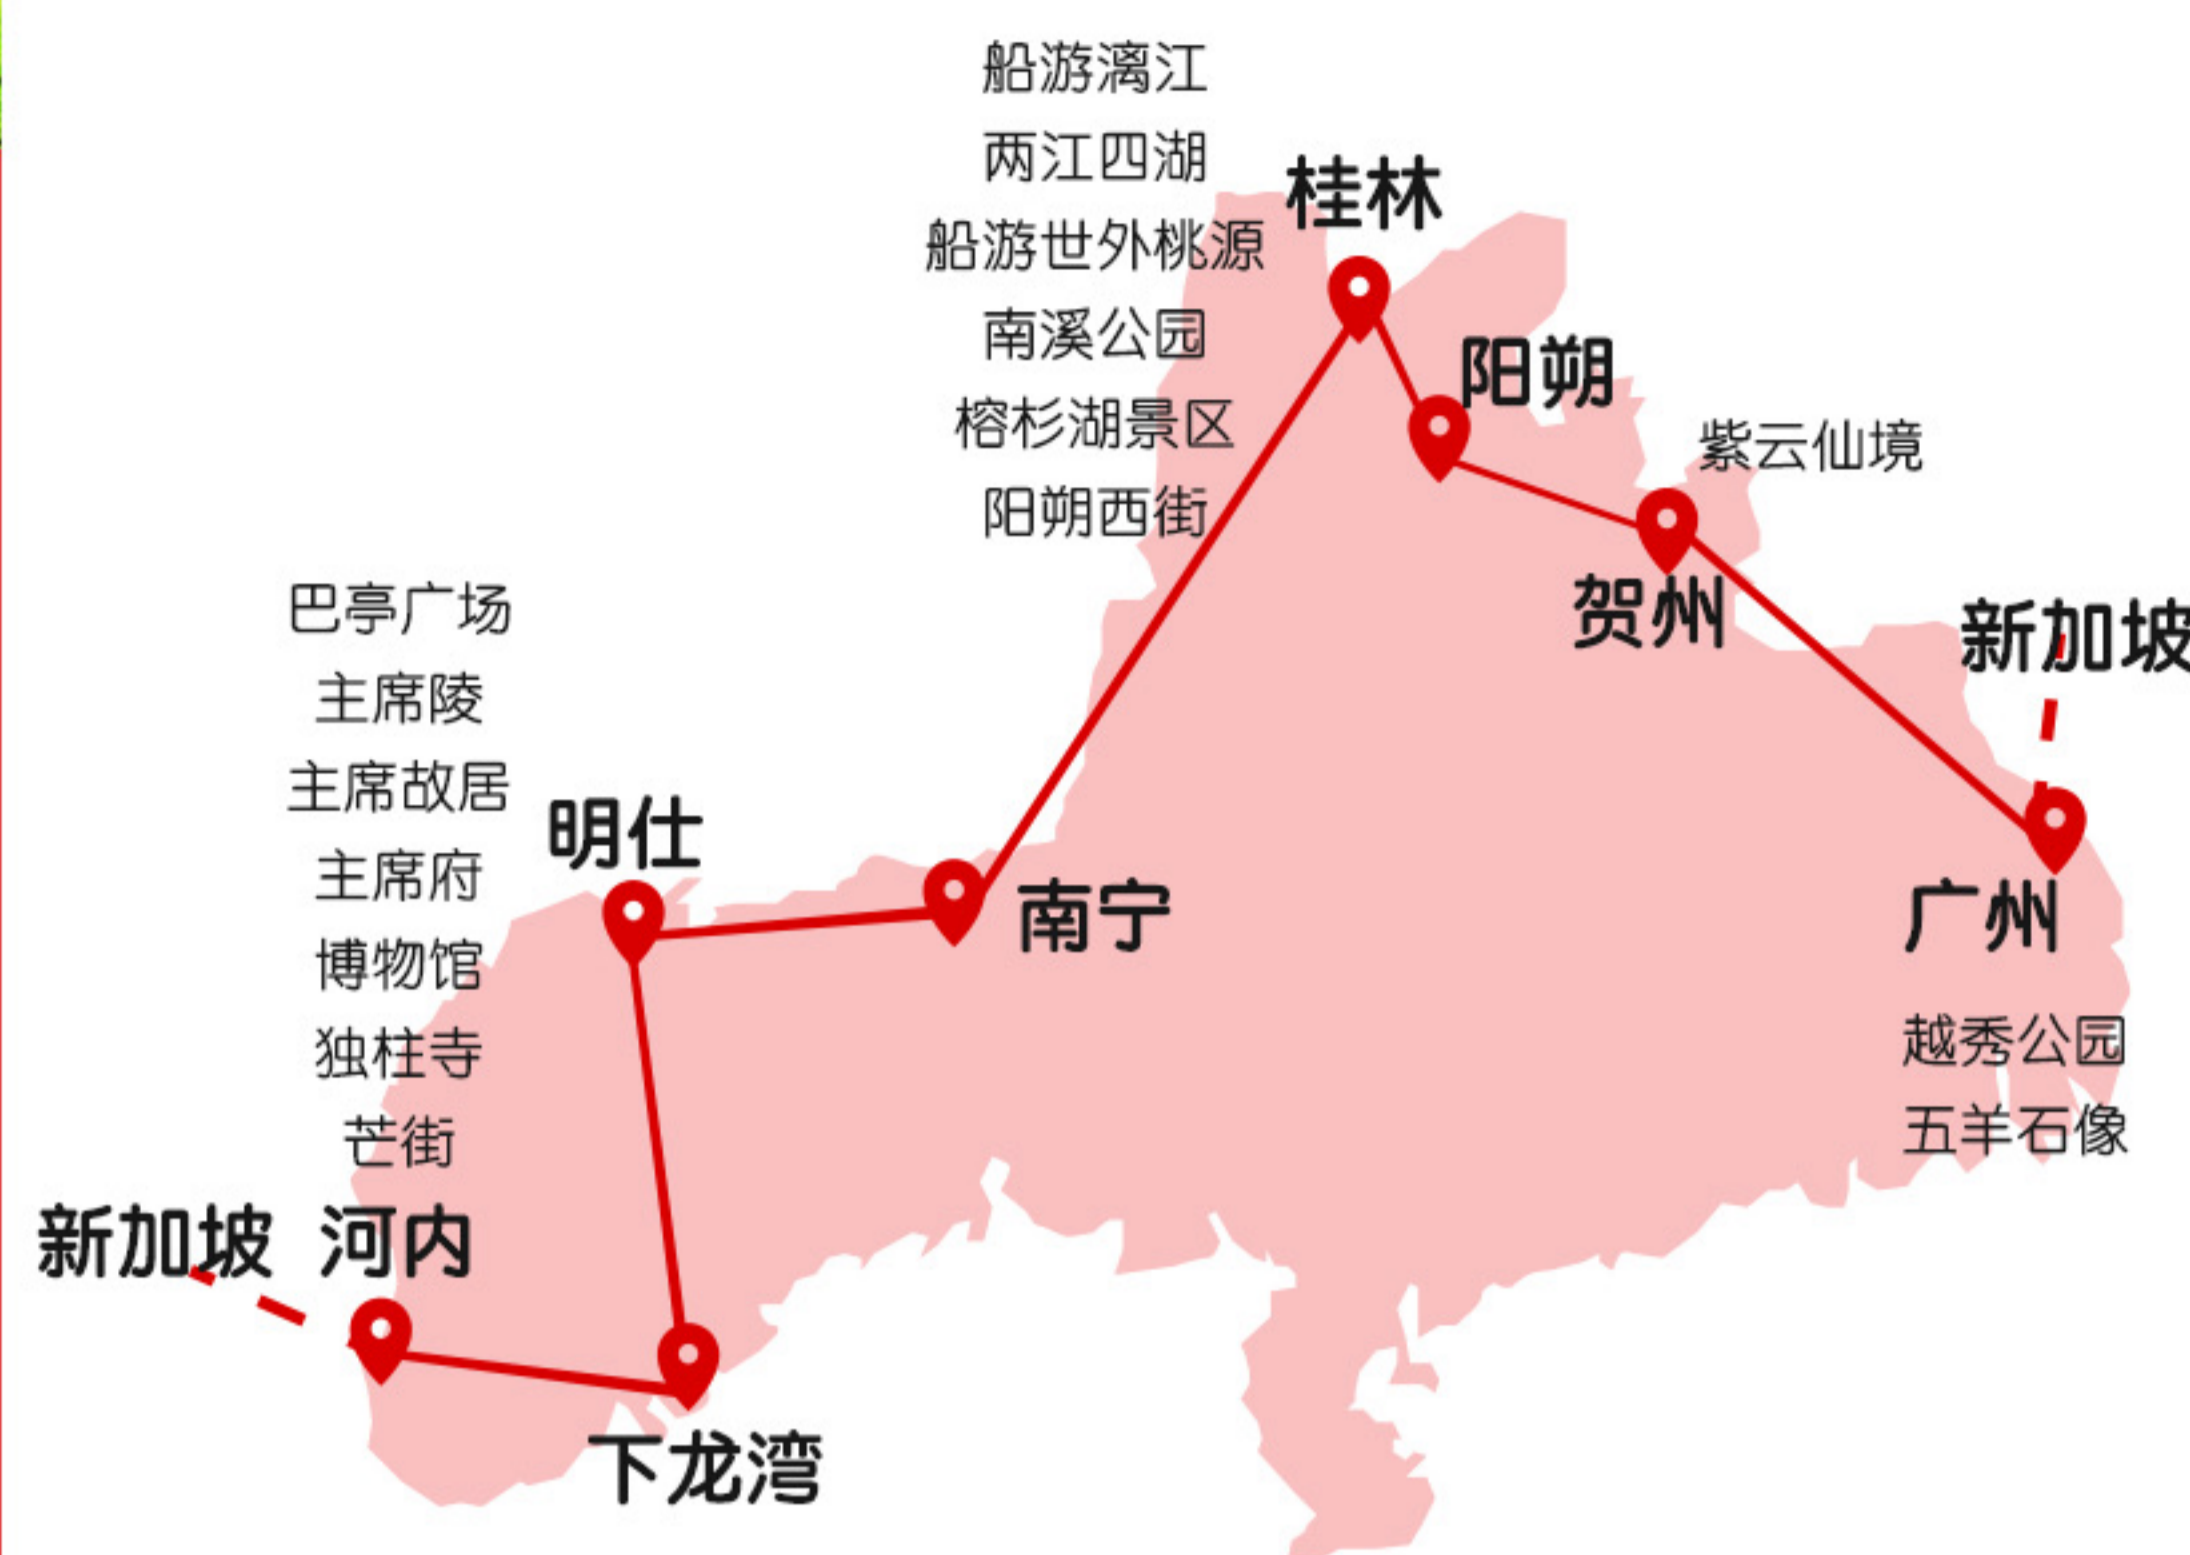 船游漓江
两江四湖
船游世外桃源
南溪公园
榕杉湖景区
阳朔西街
桂林
阳朔
紫云仙境
贺州
新加坡
广州
越秀公园
五羊石像
巴亭广场
主席陵
主席故居
主席府
博物馆
独柱寺
芒街
明仕
南宁
新加坡
河内
下龙湾